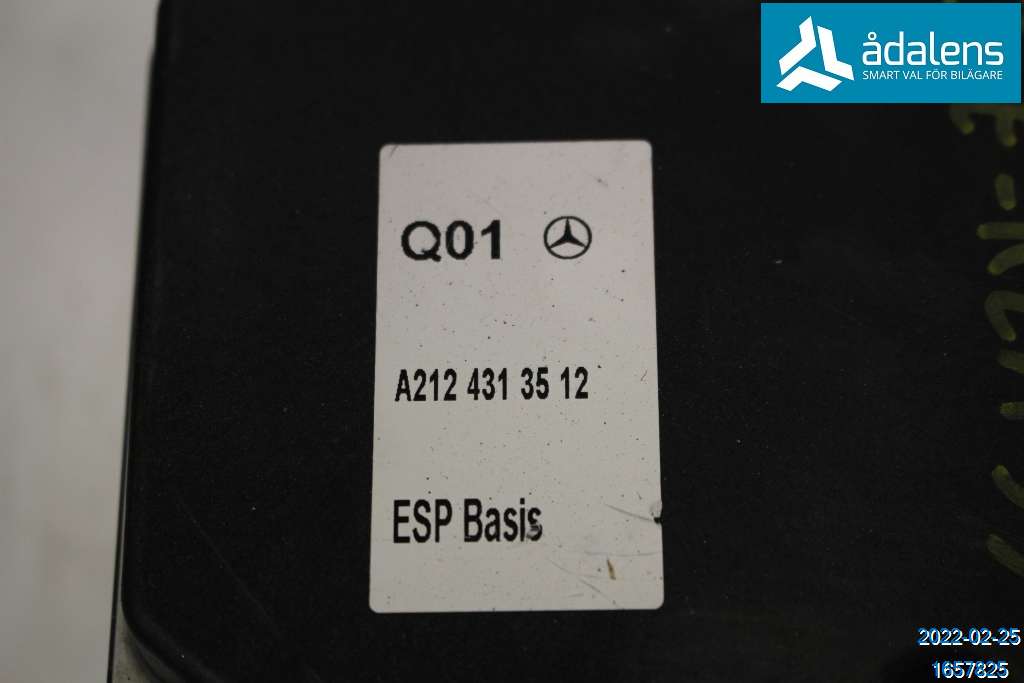 ådalens
SMART VAL FÖR BILÄGARE
Q01
A212 431 35 12
ESP Basis
2022-02-25
1657825